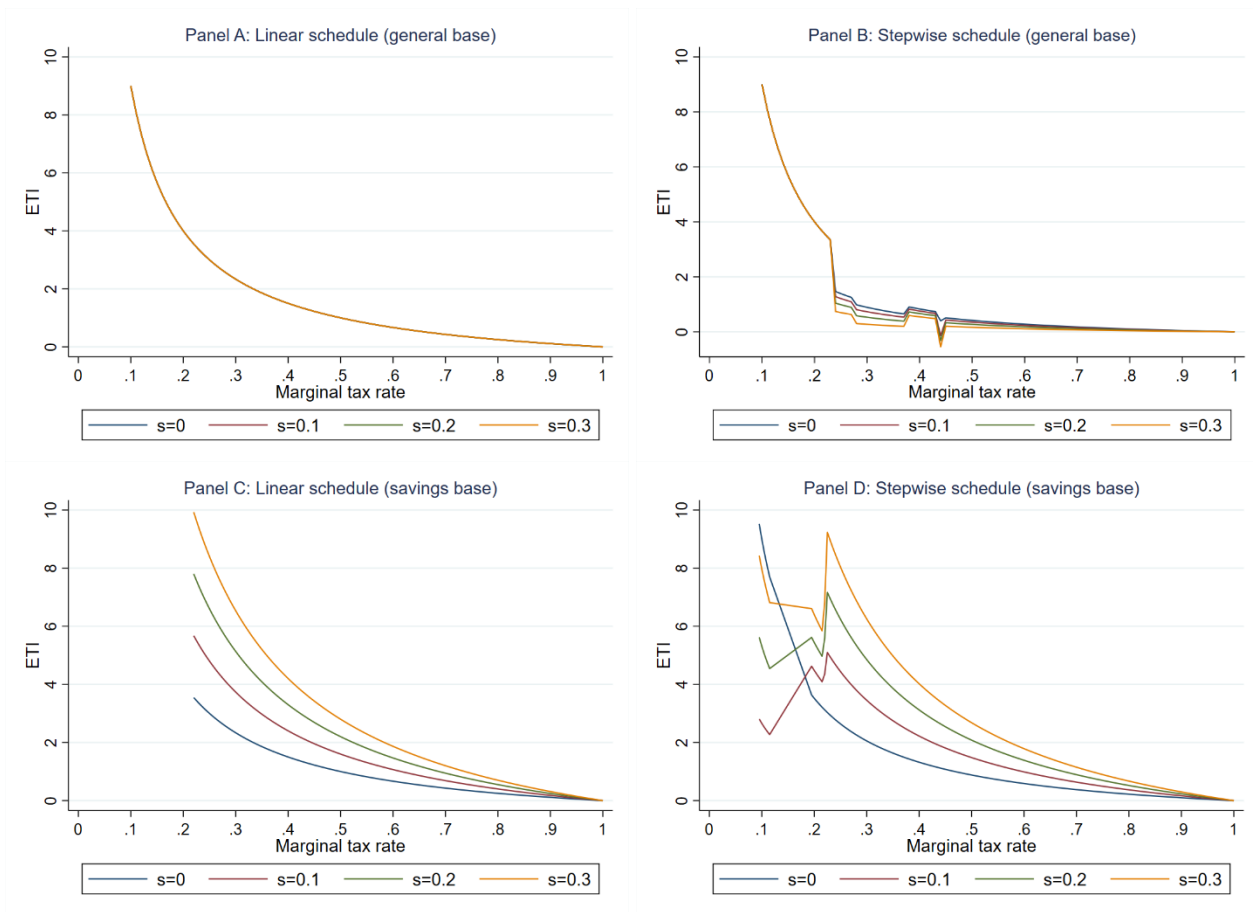 Panel A: Linear schedule (general base)
ETI
10
8
6
4
2
0
0 .1 .2 .3 .4 .5 .6 .7 .8 .9 1
Marginal tax rate
s=0 s=0.1 s=0.2 s=0.3
Panel B: Stepwise schedule (general base)
ETI
10
8
6
4
2
0
0 .1 .2 .3 .4 .5 .6 .7 .8 .9 1
Marginal tax rate
s=0 s=0.1 s=0.2 s=0.3
Panel C: Linear schedule (savings base)
ETI
10
8
6
4
2
0
0 .1 .2 .3 .4 .5 .6 .7 .8 .9 1
Marginal tax rate
s=0 s=0.1 s=0.2 s=0.3
Panel D: Stepwise schedule (savings base)
ETI
10
8
6
4
2
0
0 .1 .2 .3 .4 .5 .6 .7 .8 .9 1
Marginal tax rate
s=0 s=0.1 s=0.2 s=0.3